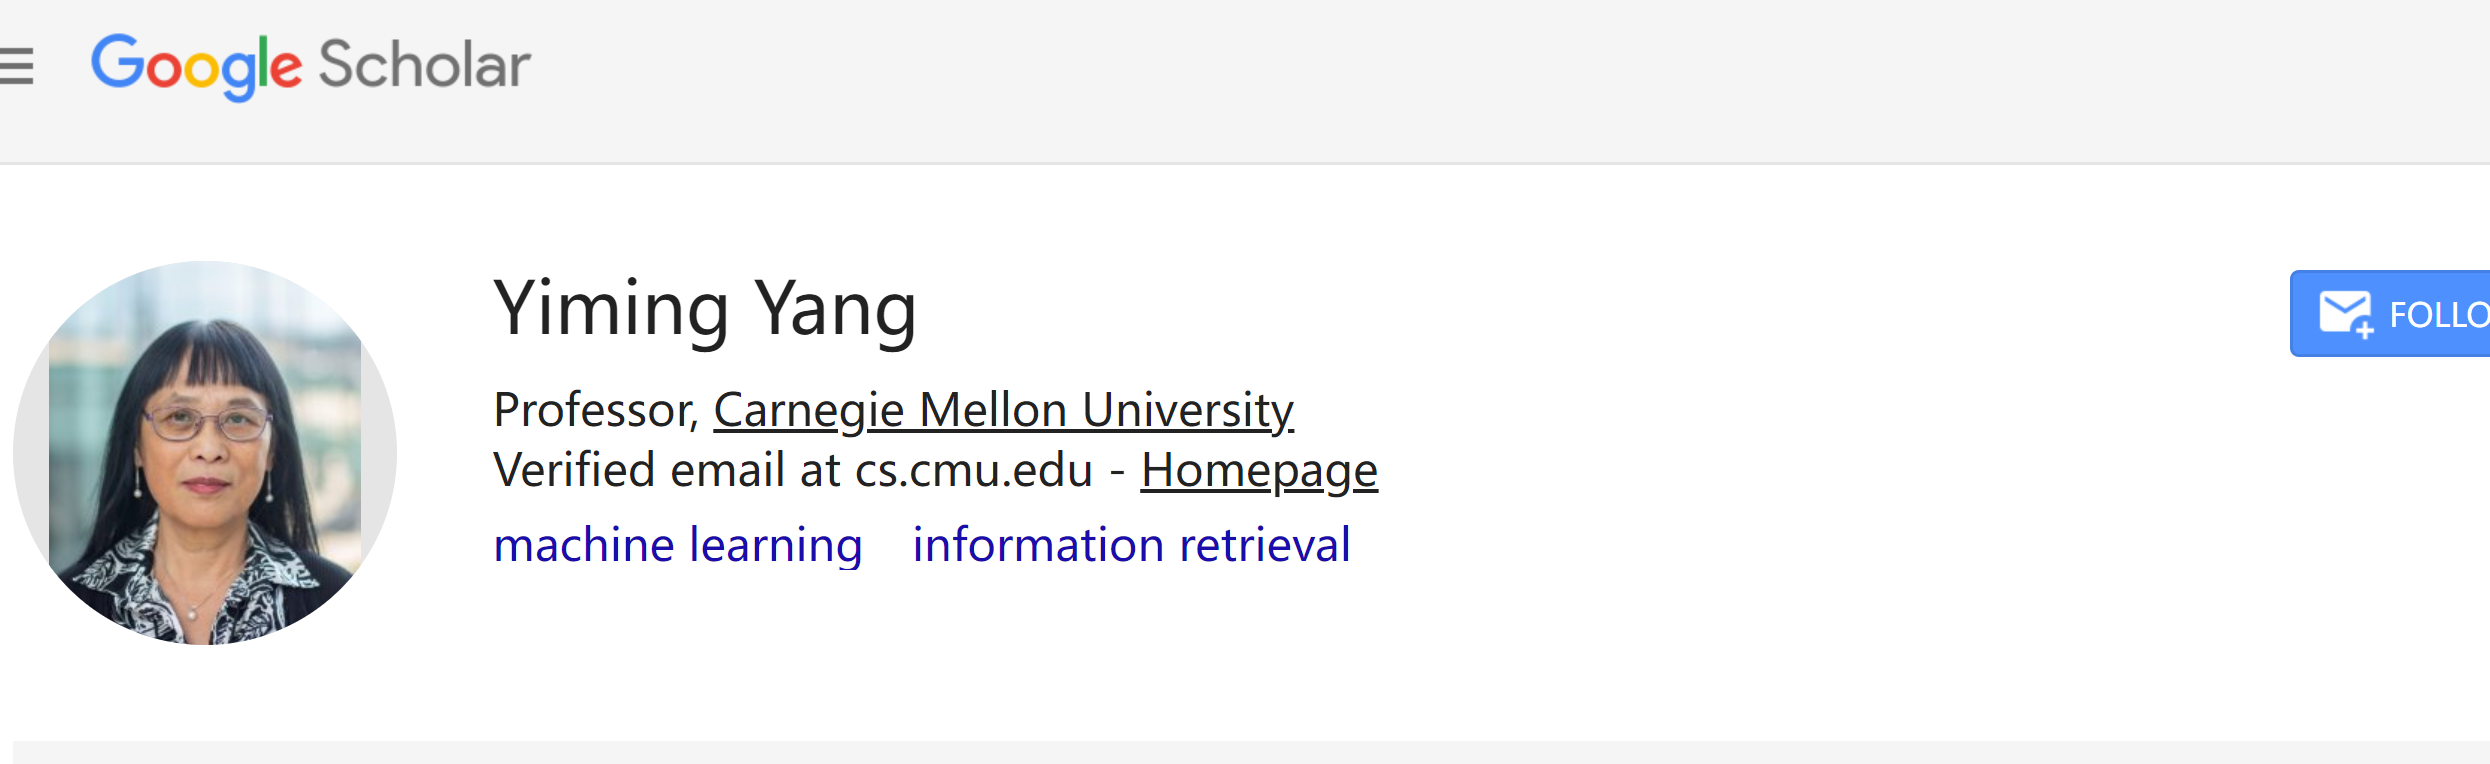 Google Scholar
Yiming Yang
FOLLO
Professor, Carnegie Mellon University
Verified email at cs.cmu.edu - Homepage
machine learning information retrieval